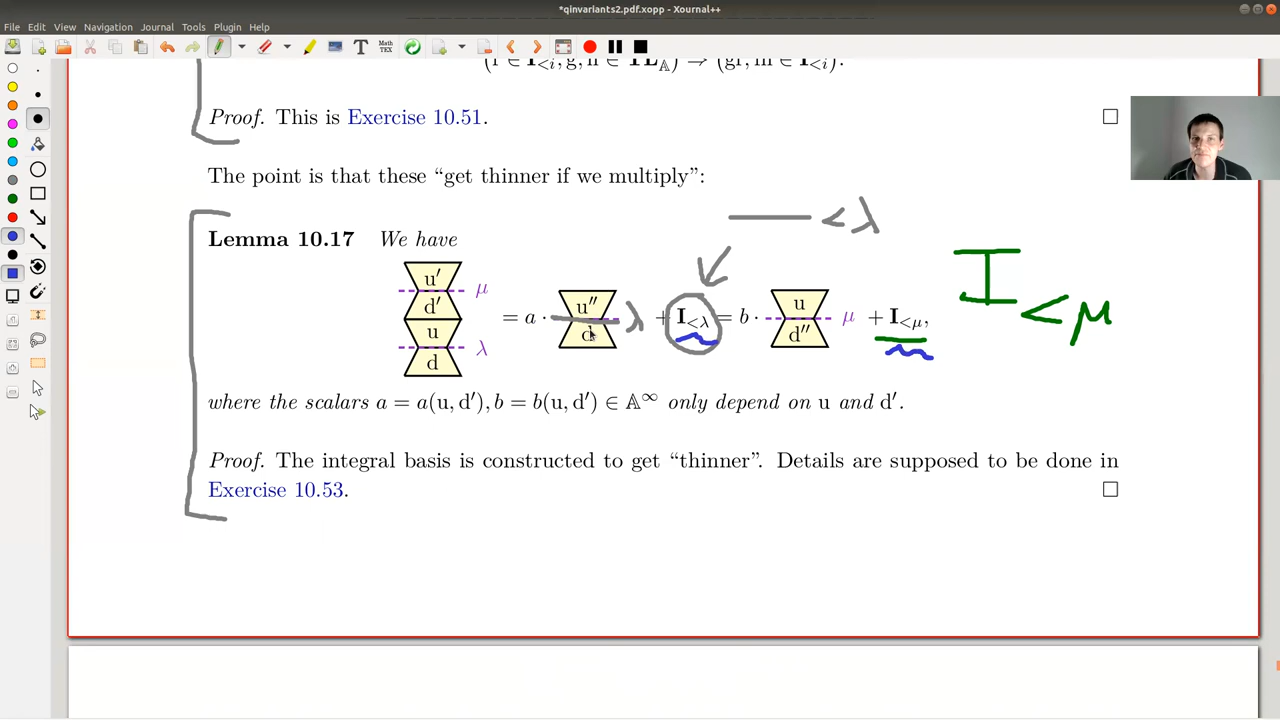 *qinvariants2.pdf.xopp - Xournal++
File Edit View Navigation Journal Tools Plugin Help
Proof. This is Exercise 10.51. □
The point is that these “get thinner if we multiply”:
< λ
Lemma 10.17 We have
u′ μ d′ u λ d = a · u″ d λ + I<λ = b · u d″ μ + I<μ, I<μ
where the scalars a = a(u, d′), b = b(u, d′) ∈ 𝔸^∞ only depend on u and d′.
Proof. The integral basis is constructed to get “thinner”. Details are supposed to be done in
Exercise 10.53. □